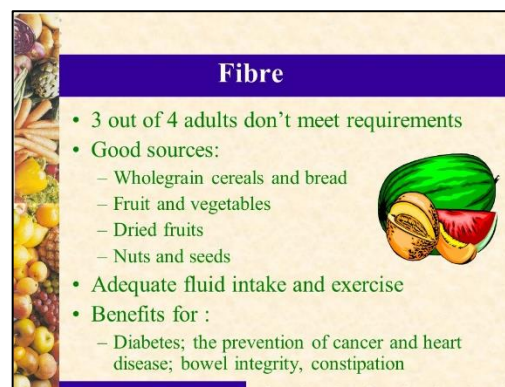 Fibre
• 3 out of 4 adults don't meet requirements
• Good sources:
– Wholegrain cereals and bread
– Fruit and vegetables
– Dried fruits
– Nuts and seeds
• Adequate fluid intake and exercise
• Benefits for :
– Diabetes; the prevention of cancer and heart
disease; bowel integrity, constipation